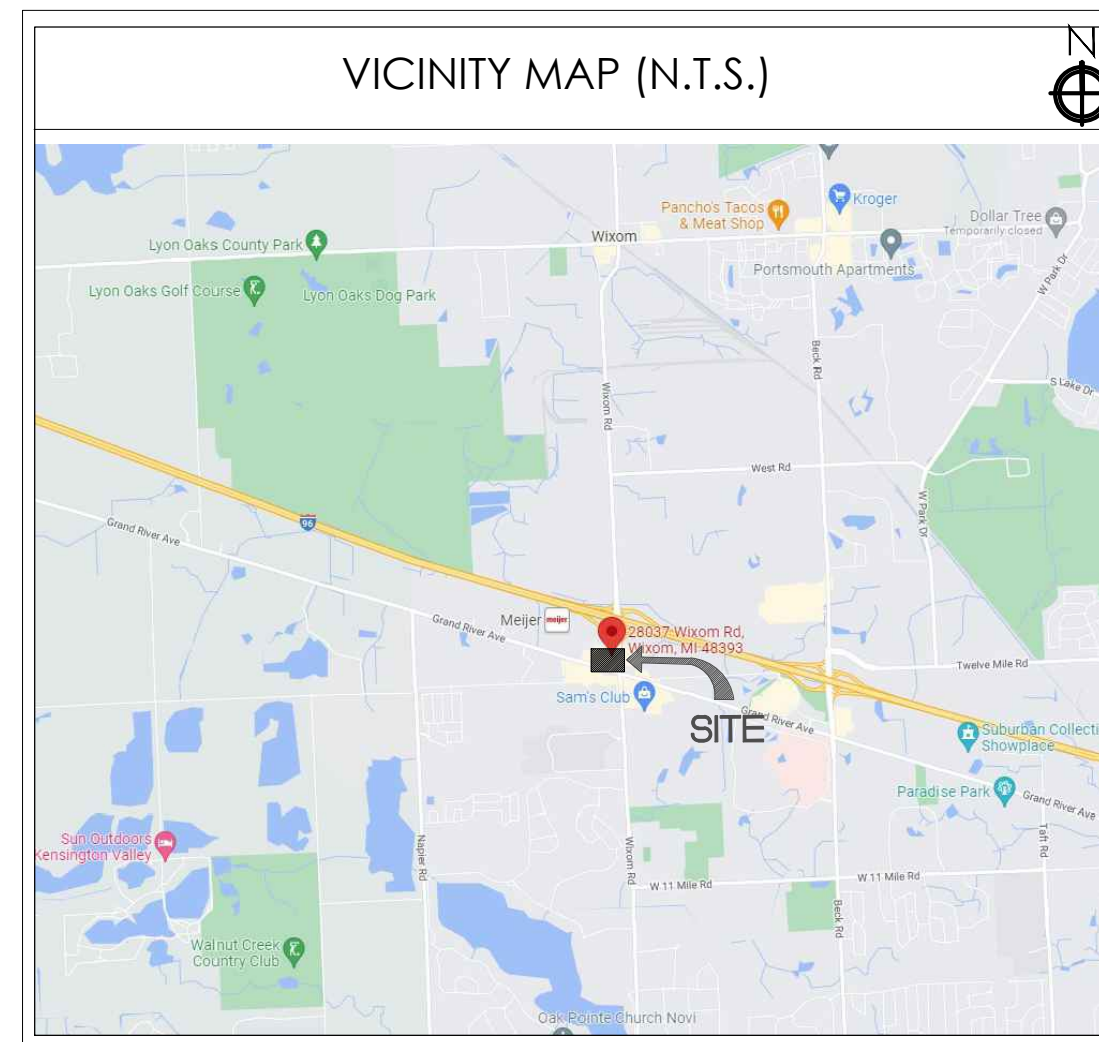 VICINITY MAP (N.T.S.)
N
Pancho's Tacos
& Meat Shop
Kroger
Dollar Tree
Temporarily closed
Wixom
Lyon Oaks County Park
Portsmouth Apartments
W Park Dr
Lyon Oaks Golf Course
Lyon Oaks Dog Park
Beck Rd
S Lake Dr
Wixom Rd
West Rd
W Park Dr
96
Grand River Ave
Meijer
meijer
Grand River Ave
28037 Wixom Rd,
Wixom, MI 48393
Twelve Mile Rd
Sam's Club
SITE
Grand River Ave
Suburban Collecti
Showplace
Paradise Park
Grand River Ave
Sun Outdoors
Kensington Valley
Napier Rd
Wixom Rd
Taft Rd
W 11 Mile Rd
W 11 Mile Rd
Beck Rd
Walnut Creek
Country Club
Oak Pointe Church Novi